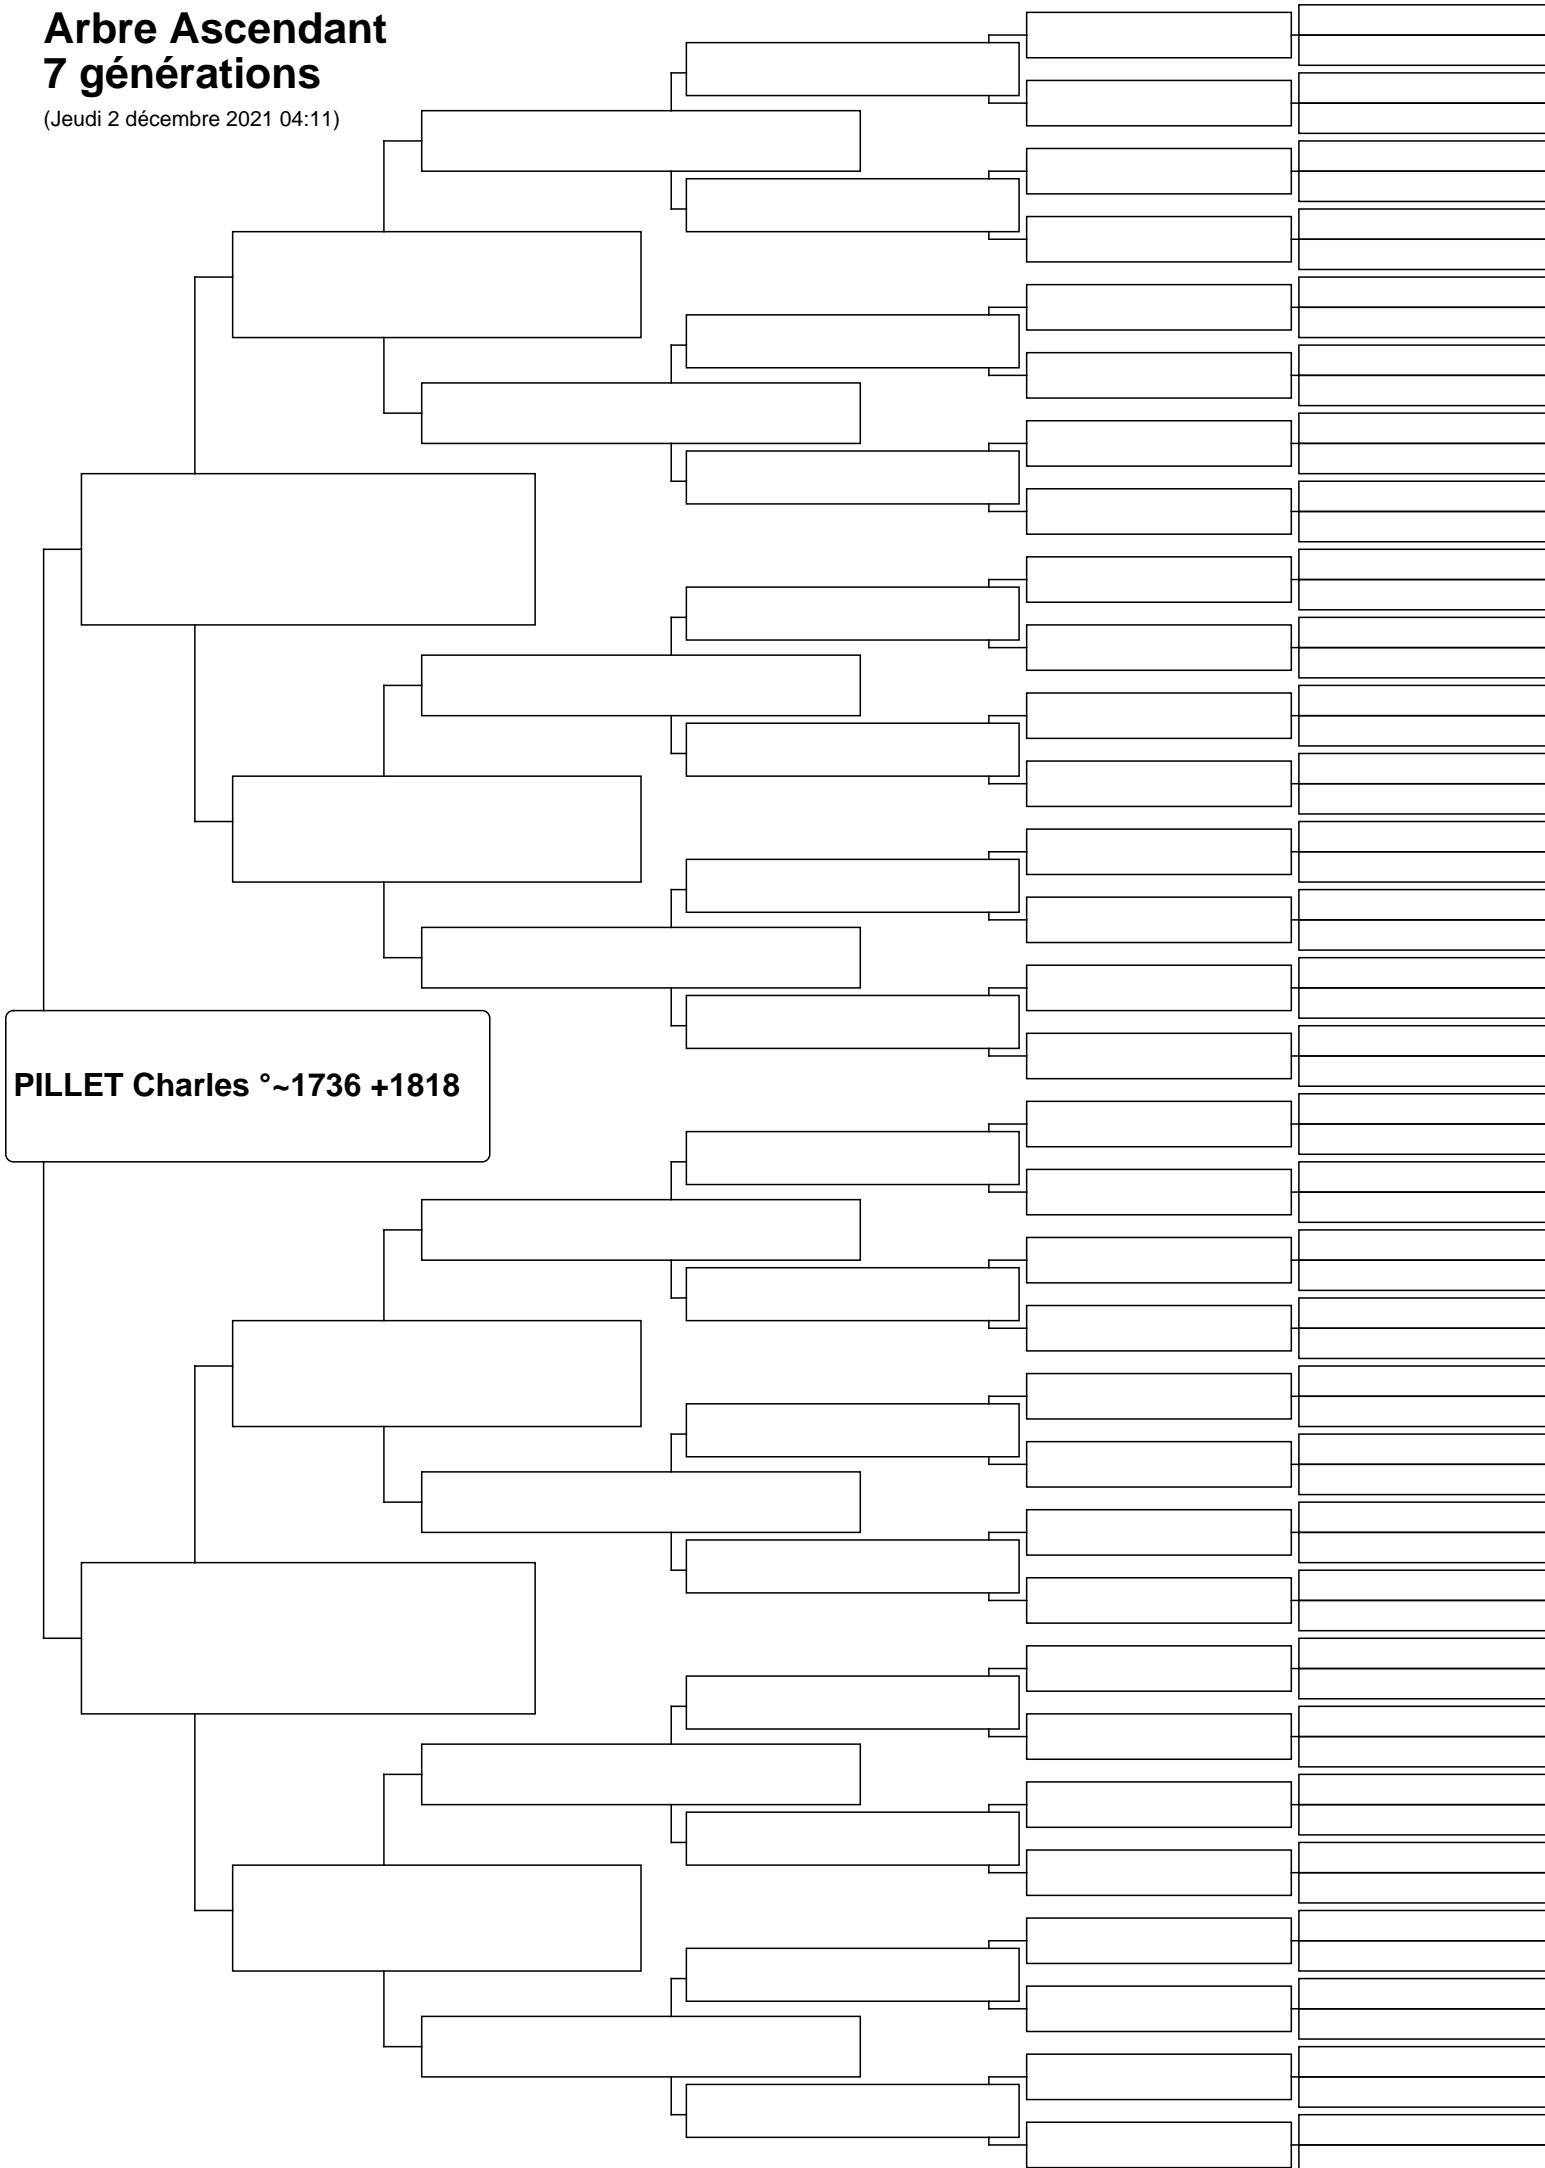 Arbre Ascendant
7 générations
(Jeudi 2 décembre 2021 04:11)
PILLET Charles °~1736 +1818